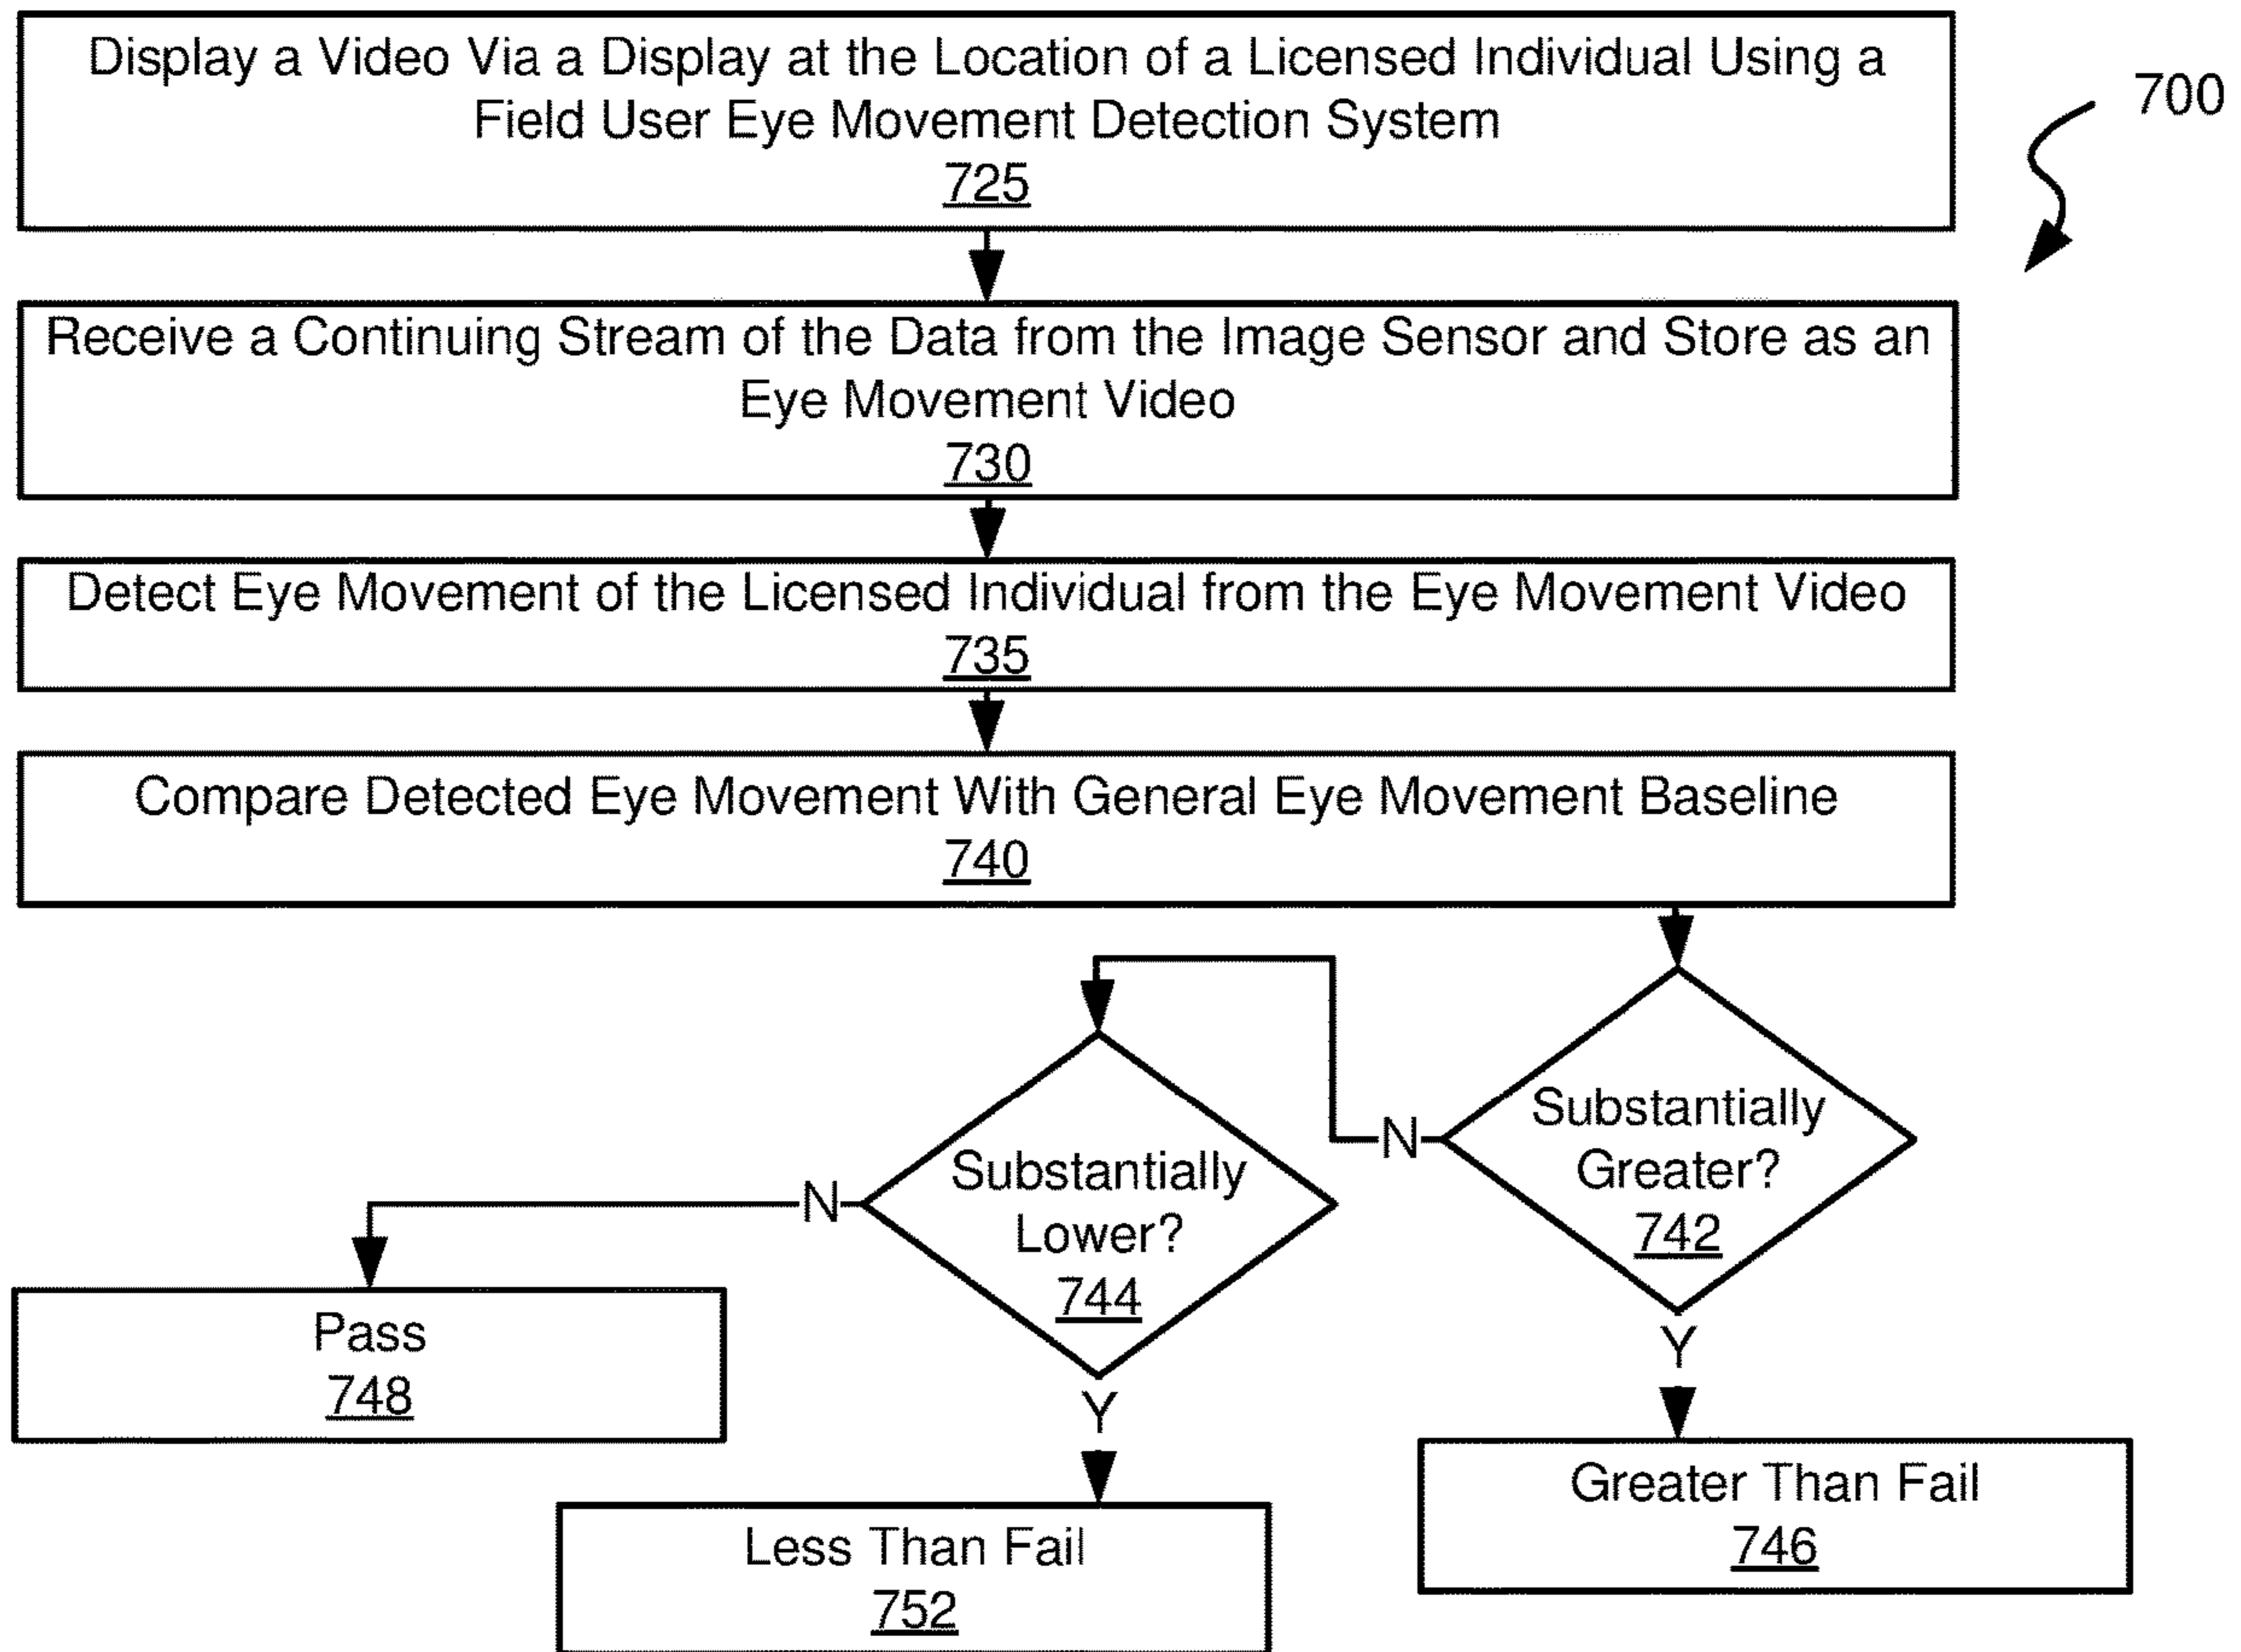 Display a Video Via a Display at the Location of a Licensed Individual Using a
Field User Eye Movement Detection System
725
700
Receive a Continuing Stream of the Data from the Image Sensor and Store as an
Eye Movement Video
730
Detect Eye Movement of the Licensed Individual from the Eye Movement Video
735
Compare Detected Eye Movement With General Eye Movement Baseline
740
Substantially
Greater?
742
N
Y
Substantially
Lower?
744
N
Y
Pass
748
Greater Than Fail
746
Less Than Fail
752